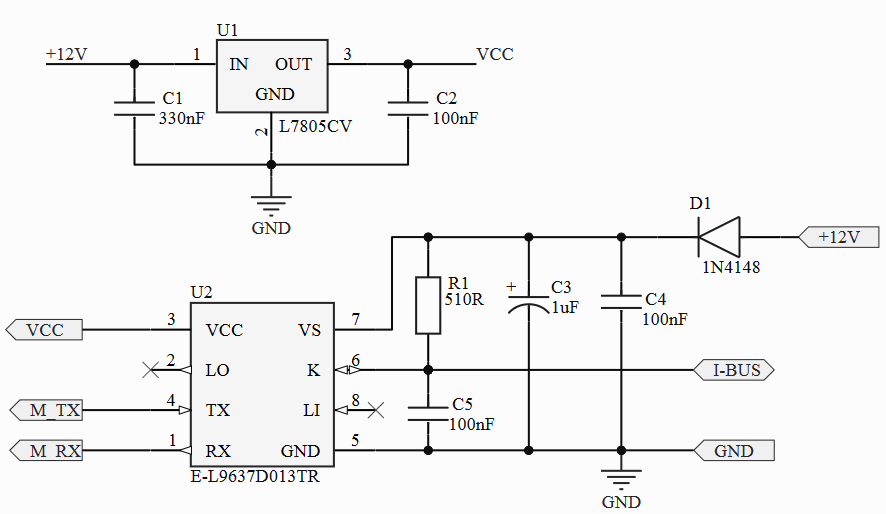 U1
+12V
1
IN
OUT
3
VCC
GND
C1
330nF
2
L7805CV
C2
100nF
GND
D1
+12V
1N4148
U2
R1
510R
+
C3
1uF
C4
100nF
VCC
3
VCC
VS
7
2
LO
K
6
I-BUS
M_TX
4
TX
LI
8
C5
100nF
M_RX
1
RX
GND
5
GND
E-L9637D013TR
GND